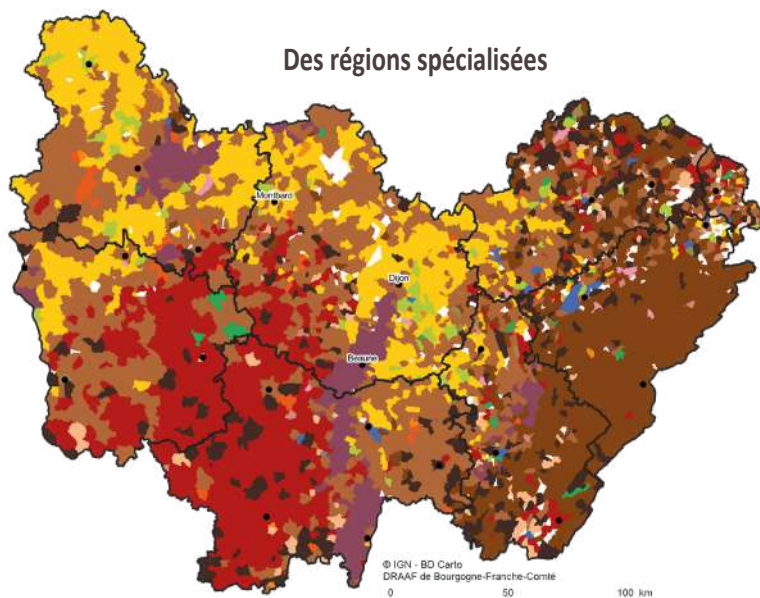 Des régions spécialisées
Montbard
Dijon
Beaune
© IGN - BD Carto
DRAAF de Bourgogne-Franche-Comté
0 50 100 km